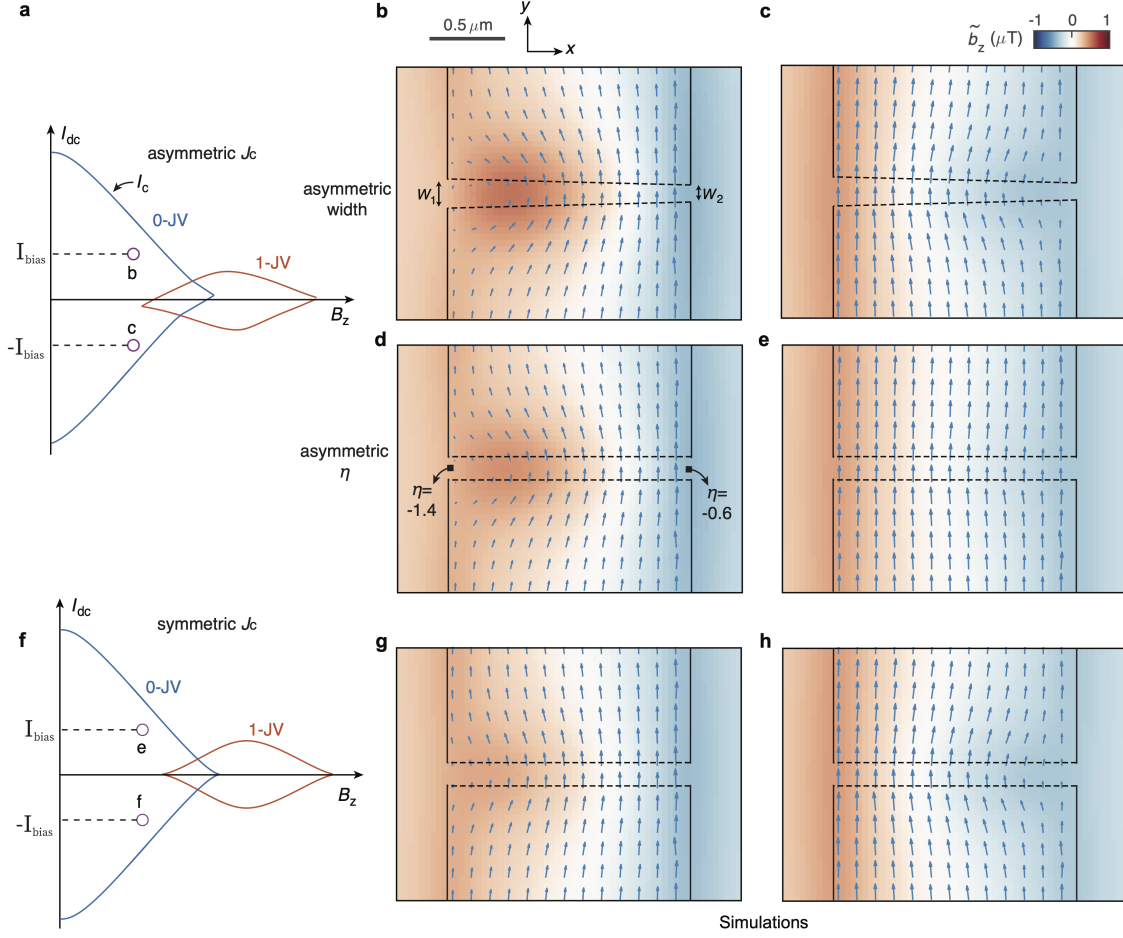 a
b
c
0.5 μm
y
x
b̃z (μT)
-1 0 1
Idc
asymmetric Jc
Ic
0-JV
Ibias
b
1-JV
Bz
c
-Ibias
asymmetric
width
W1
W2
d
e
asymmetric
η
η=
-1.4
η=
-0.6
f
Idc
symmetric Jc
0-JV
Ibias
e
1-JV
Bz
f
-Ibias
g
h
Simulations